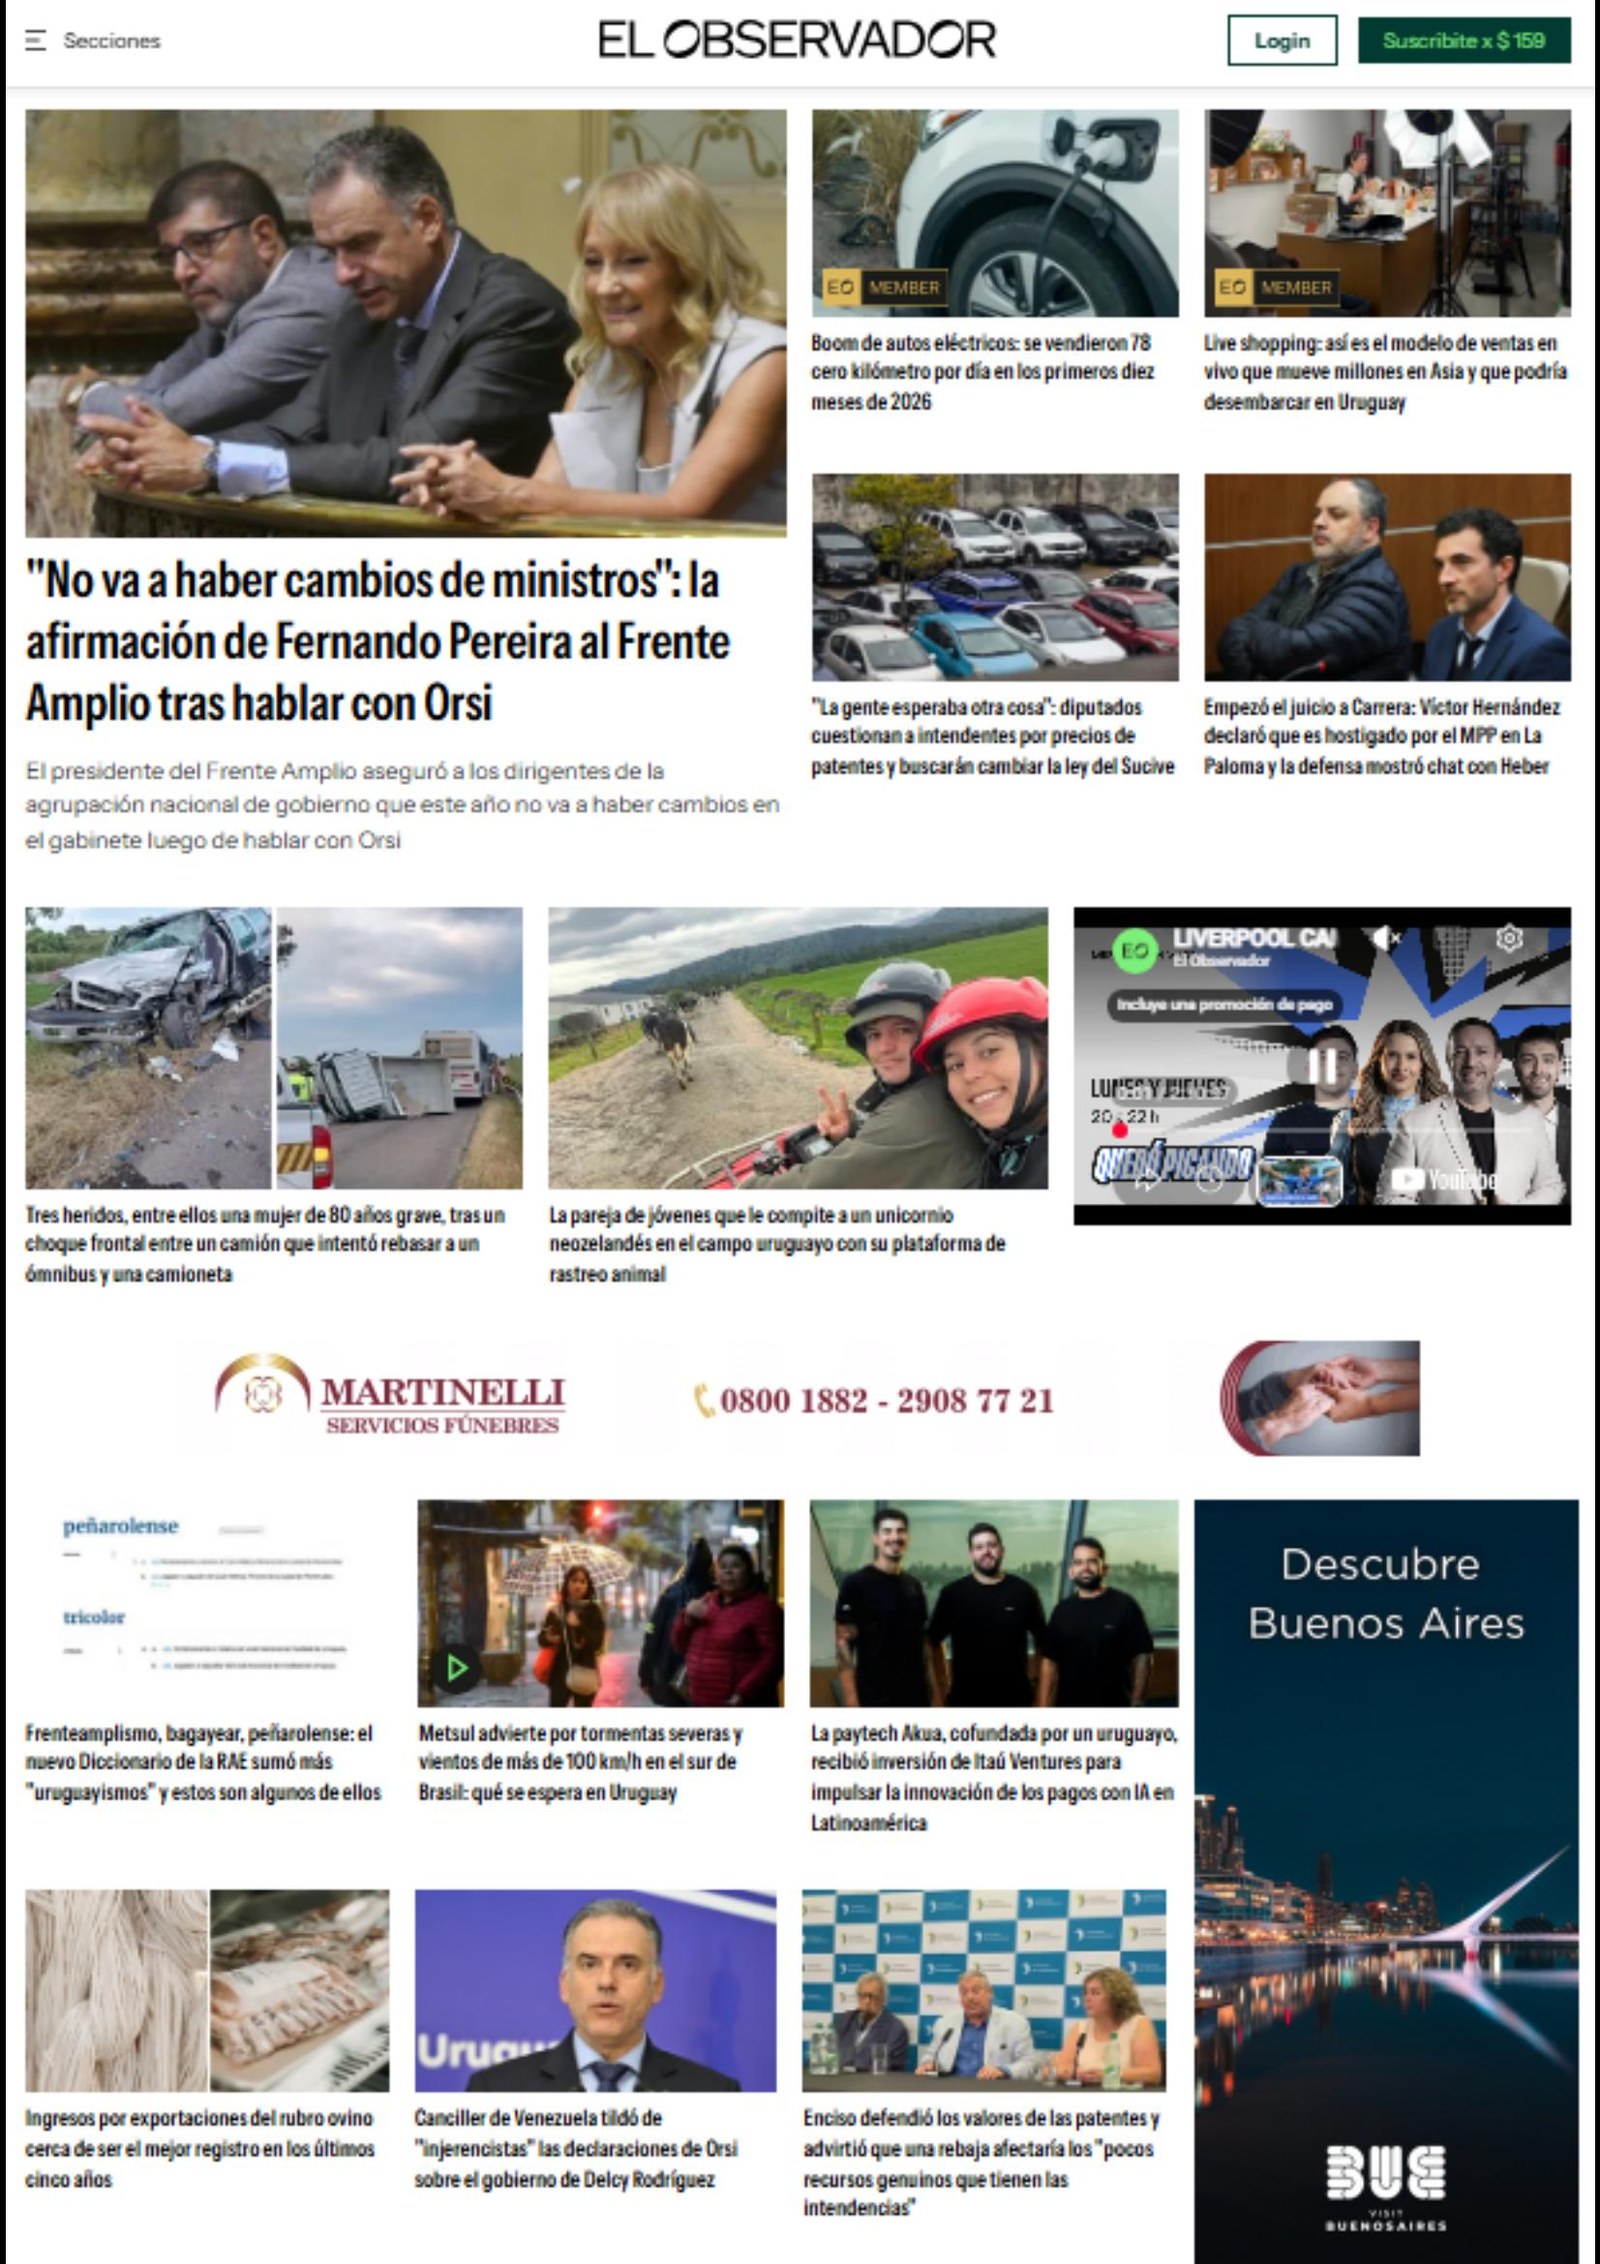 Secciones
EL OBSERVADOR
Login
Suscribite x $ 159
"No va a haber cambios de ministros": la
afirmación de Fernando Pereira al Frente
Amplio tras hablar con Orsi
El presidente del Frente Amplio aseguró a los dirigentes de la
agrupación nacional de gobierno que este año no va a haber cambios en
el gabinete luego de hablar con Orsi
EO MEMBER
Boom de autos eléctricos: se vendieron 78
cero kilómetro por día en los primeros diez
meses de 2026
EO MEMBER
Live shopping: así es el modelo de ventas en
vivo que mueve millones en Asia y que podría
desembarcar en Uruguay
"La gente esperaba otra cosa": diputados
cuestionan a intendentes por precios de
patentes y buscarán cambiar la ley del Sucive
Empezó el juicio a Carrera: Víctor Hernández
declaró que es hostigado por el MPP en La
Paloma y la defensa mostró chat con Heber
Tres heridos, entre ellos una mujer de 80 años grave, tras un
choque frontal entre un camión que intentó rebasar a un
ómnibus y una camioneta
La pareja de jóvenes que le compite a un unicornio
neozelandés en el campo uruguayo con su plataforma de
rastreo animal
EO
LIVERPOOL
El Observador
Incluye una promoción de pago
LUNES Y JUEVES
20 22 h
QUEDÓ PICANDO
YouTube
MARTINELLI
SERVICIOS FÚNEBRES
0800 1882 - 2908 77 21
peñarolense
tricolor
Frenteamplismo, bagayear, peñarolense: el
nuevo Diccionario de la RAE sumó más
"uruguayismos" y estos son algunos de ellos
Metsul advierte por tormentas severas y
vientos de más de 100 km/h en el sur de
Brasil: qué se espera en Uruguay
La paytech Akua, cofundada por un uruguayo,
recibió inversión de Itaú Ventures para
impulsar la innovación de los pagos con IA en
Latinoamérica
Descubre
Buenos Aires
Ingresos por exportaciones del rubro ovino
cerca de ser el mejor registro en los últimos
cinco años
Urugu
Canciller de Venezuela tildó de
"injerencistas" las declaraciones de Orsi
sobre el gobierno de Delcy Rodríguez
Enciso defendió los valores de las patentes y
advirtió que una rebaja afectaría los "pocos
recursos genuinos que tienen las
intendencias"
BUE
VISIT
BUENOSAIRES